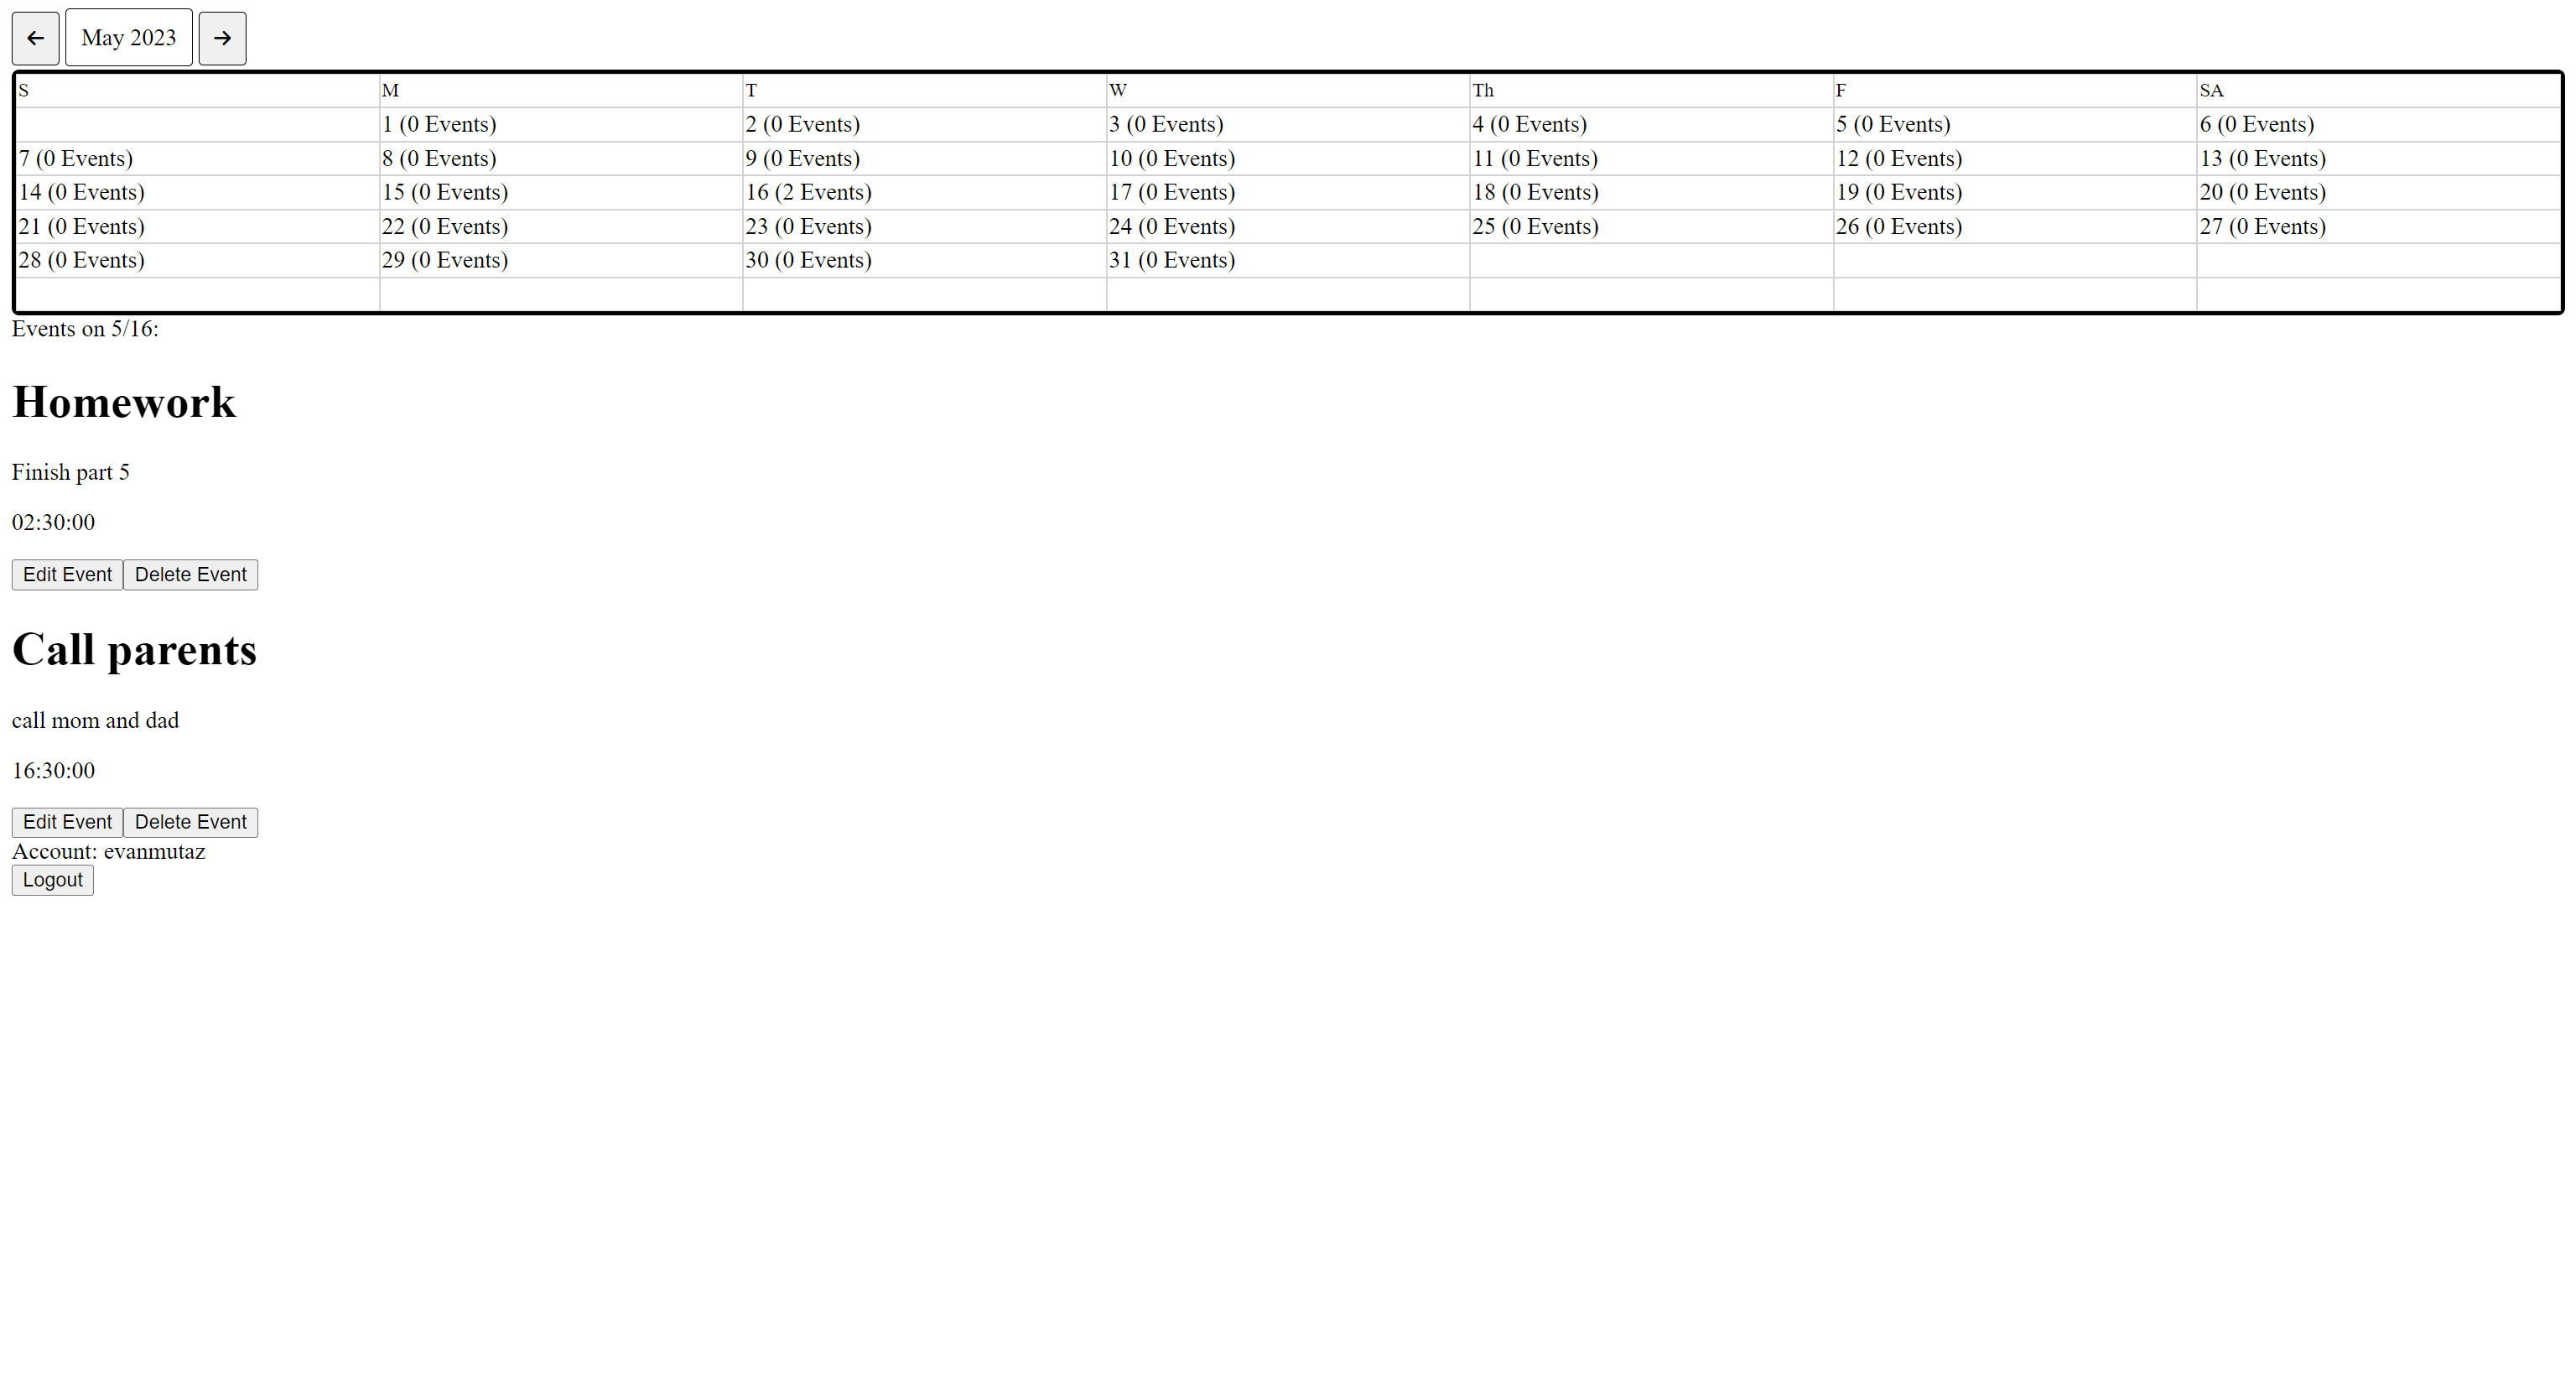 ← May 2023 →
S M T W Th F SA
1 (0 Events) 2 (0 Events) 3 (0 Events) 4 (0 Events) 5 (0 Events) 6 (0 Events)
7 (0 Events) 8 (0 Events) 9 (0 Events) 10 (0 Events) 11 (0 Events) 12 (0 Events) 13 (0 Events)
14 (0 Events) 15 (0 Events) 16 (2 Events) 17 (0 Events) 18 (0 Events) 19 (0 Events) 20 (0 Events)
21 (0 Events) 22 (0 Events) 23 (0 Events) 24 (0 Events) 25 (0 Events) 26 (0 Events) 27 (0 Events)
28 (0 Events) 29 (0 Events) 30 (0 Events) 31 (0 Events)
Events on 5/16:
Homework
Finish part 5
02:30:00
Edit Event Delete Event
Call parents
call mom and dad
16:30:00
Edit Event Delete Event
Account: evanmutaz
Logout